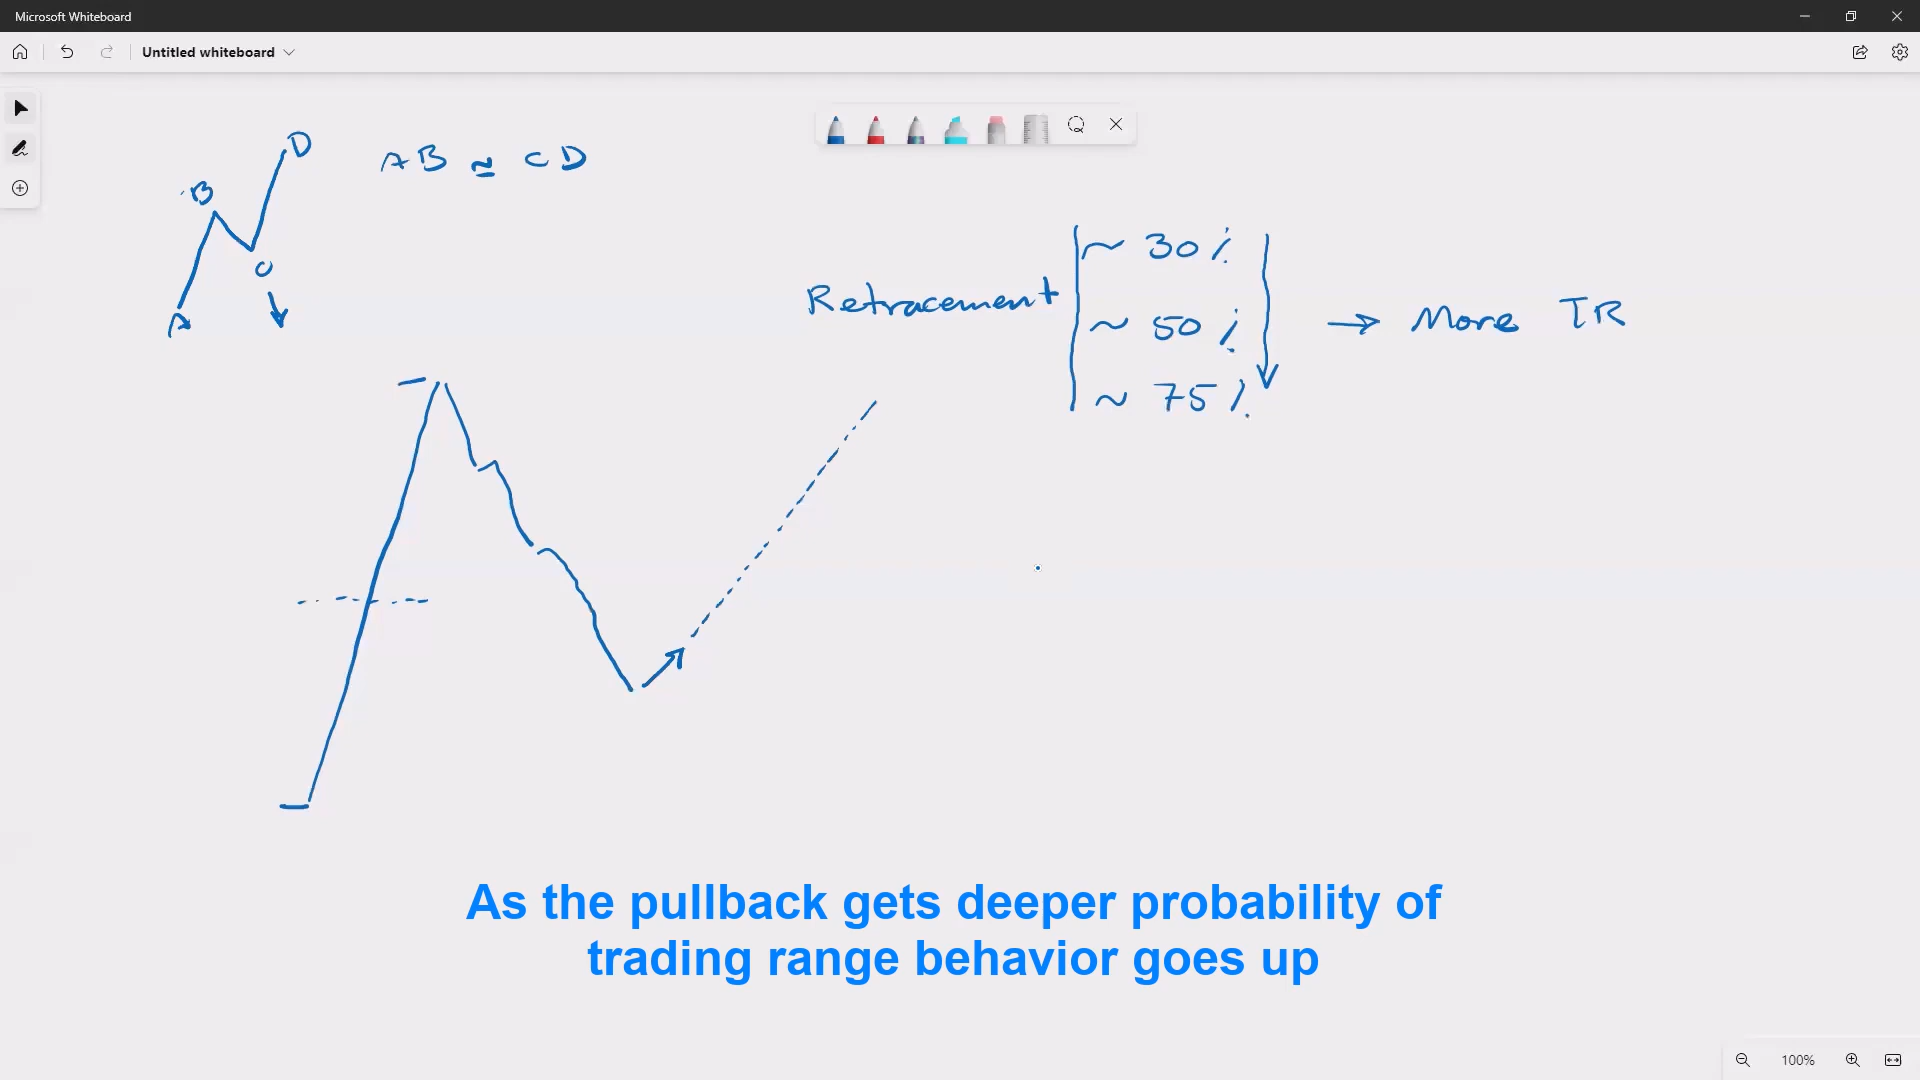 Microsoft Whiteboard
Untitled whiteboard
D
B
C
A
AB ≃ CD
Retracement
~ 30 %
~ 50 %
~ 75 %
→ More TR
As the pullback gets deeper probability of
trading range behavior goes up
100%